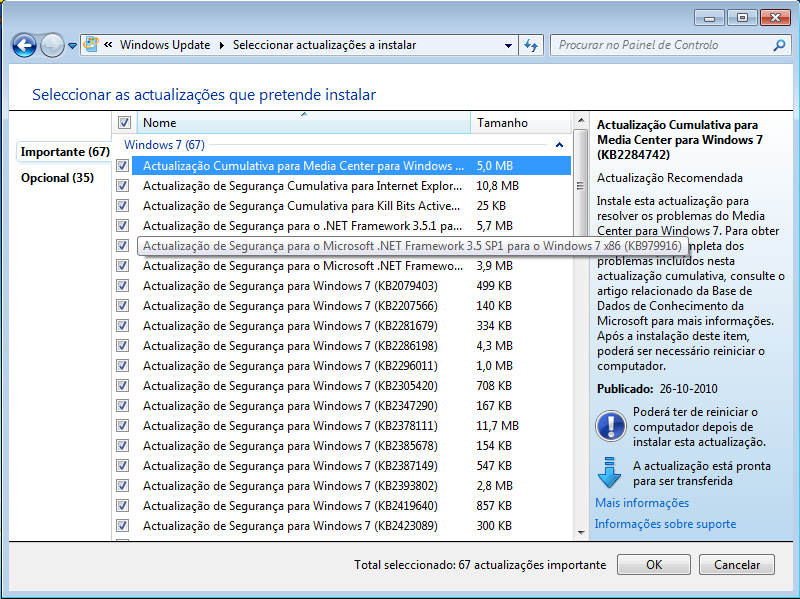 « Windows Update ▸ Seleccionar actualizações a instalar
Procurar no Painel de Controlo
Seleccionar as actualizações que pretende instalar
Importante (67)
Opcional (35)
Nome Tamanho
Windows 7 (67)
Actualização Cumulativa para Media Center para Windows ... 5,0 MB
Actualização de Segurança Cumulativa para Internet Explor... 10,8 MB
Actualização de Segurança Cumulativa para Kill Bits Active... 25 KB
Actualização de Segurança para o .NET Framework 3.5.1 pa... 5,7 MB
Actualização de Segurança para o Microsoft .NET Framework 3.5 SP1 para o Windows 7 x86 (KB979916)
Actualização de Segurança para o Microsoft .NET Framewo... 3,9 MB
Actualização de Segurança para Windows 7 (KB2079403) 499 KB
Actualização de Segurança para Windows 7 (KB2207566) 140 KB
Actualização de Segurança para Windows 7 (KB2281679) 334 KB
Actualização de Segurança para Windows 7 (KB2286198) 4,3 MB
Actualização de Segurança para Windows 7 (KB2296011) 1,0 MB
Actualização de Segurança para Windows 7 (KB2305420) 708 KB
Actualização de Segurança para Windows 7 (KB2347290) 167 KB
Actualização de Segurança para Windows 7 (KB2378111) 11,7 MB
Actualização de Segurança para Windows 7 (KB2385678) 154 KB
Actualização de Segurança para Windows 7 (KB2387149) 547 KB
Actualização de Segurança para Windows 7 (KB2393802) 2,8 MB
Actualização de Segurança para Windows 7 (KB2419640) 857 KB
Actualização de Segurança para Windows 7 (KB2423089) 300 KB
Actualização Cumulativa para
Media Center para Windows 7
(KB2284742)
Actualização Recomendada
Instale esta actualização para
resolver os problemas do Media
Center para Windows 7. Para obter
mpleta dos
problemas incluídos nesta
actualização cumulativa, consulte o
artigo relacionado da Base de
Dados de Conhecimento da
Microsoft para mais informações.
Após a instalação deste item,
poderá ser necessário reiniciar o
computador.
Publicado: 26-10-2010
Poderá ter de reiniciar o
computador depois de
instalar esta actualização.
A actualização está pronta
para ser transferida
Mais informações
Informações sobre suporte
Total seleccionado: 67 actualizações importante
OK
Cancelar